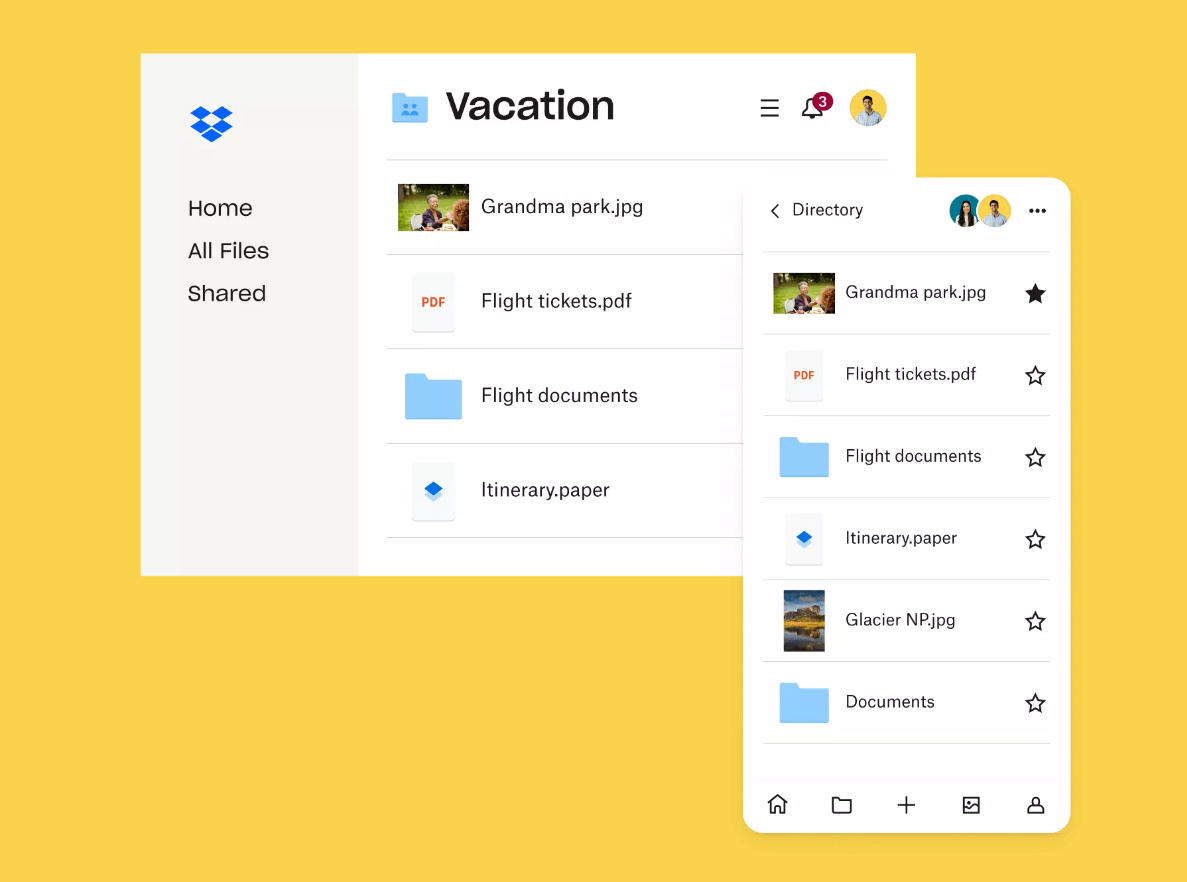 Vacation
3
Home
All Files
Shared
Grandma park.jpg
PDF
Flight tickets.pdf
Flight documents
Itinerary.paper
Directory
Grandma park.jpg
PDF
Flight tickets.pdf
Flight documents
Itinerary.paper
Glacier NP.jpg
Documents